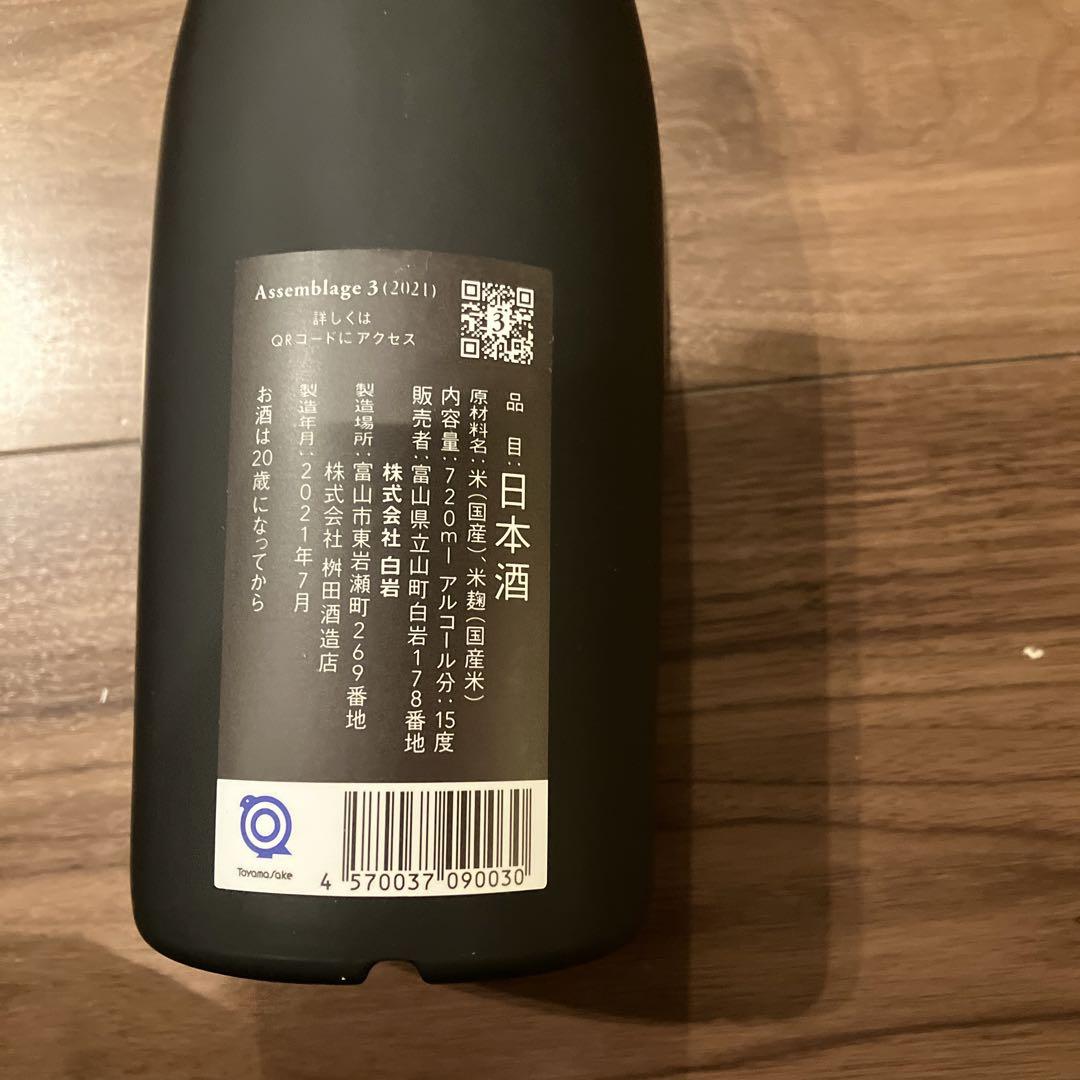 Assemblage 3 (2021)
詳しくは
QRコードにアクセス
3
品　目：日本酒
原材料名：米（国産）、米麹（国産米）
内容量：720ml アルコール分：15度
販売者：富山県立山町白岩178番地
株式会社 白岩
製造場所：富山市東岩瀬町269番地
株式会社 桝田酒造店
製造年月：2021年7月
お酒は20歳になってから
ToyamaSake
4 570037 090030